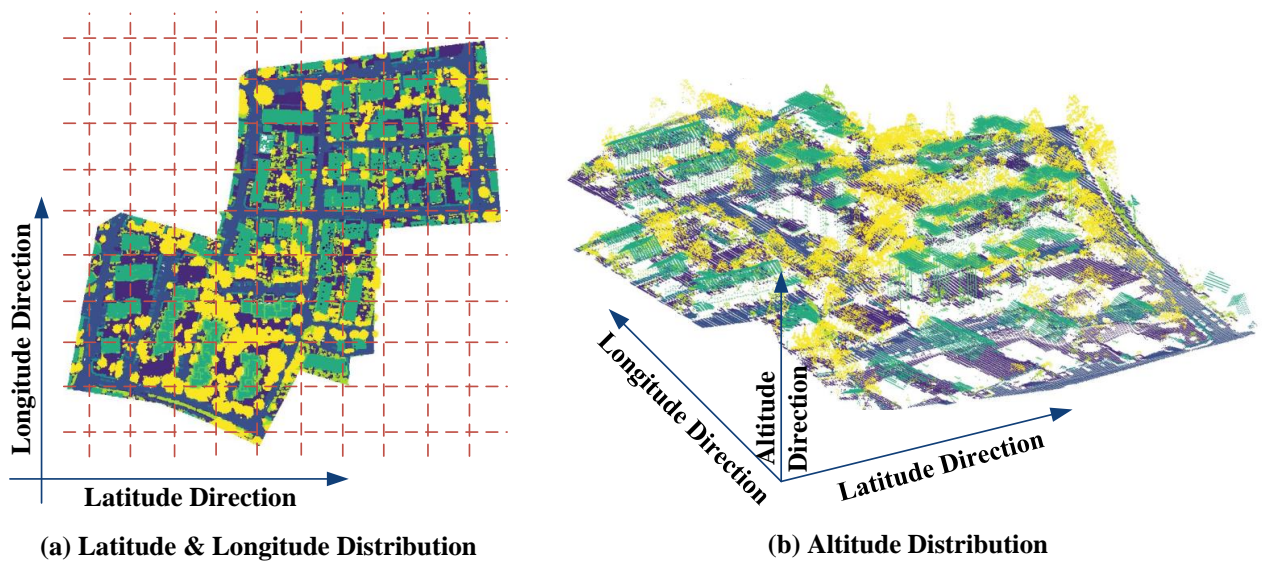 Longitude Direction
Latitude Direction
(a) Latitude & Longitude Distribution
Longitude Direction
Altitude
Direction
Latitude Direction
(b) Altitude Distribution